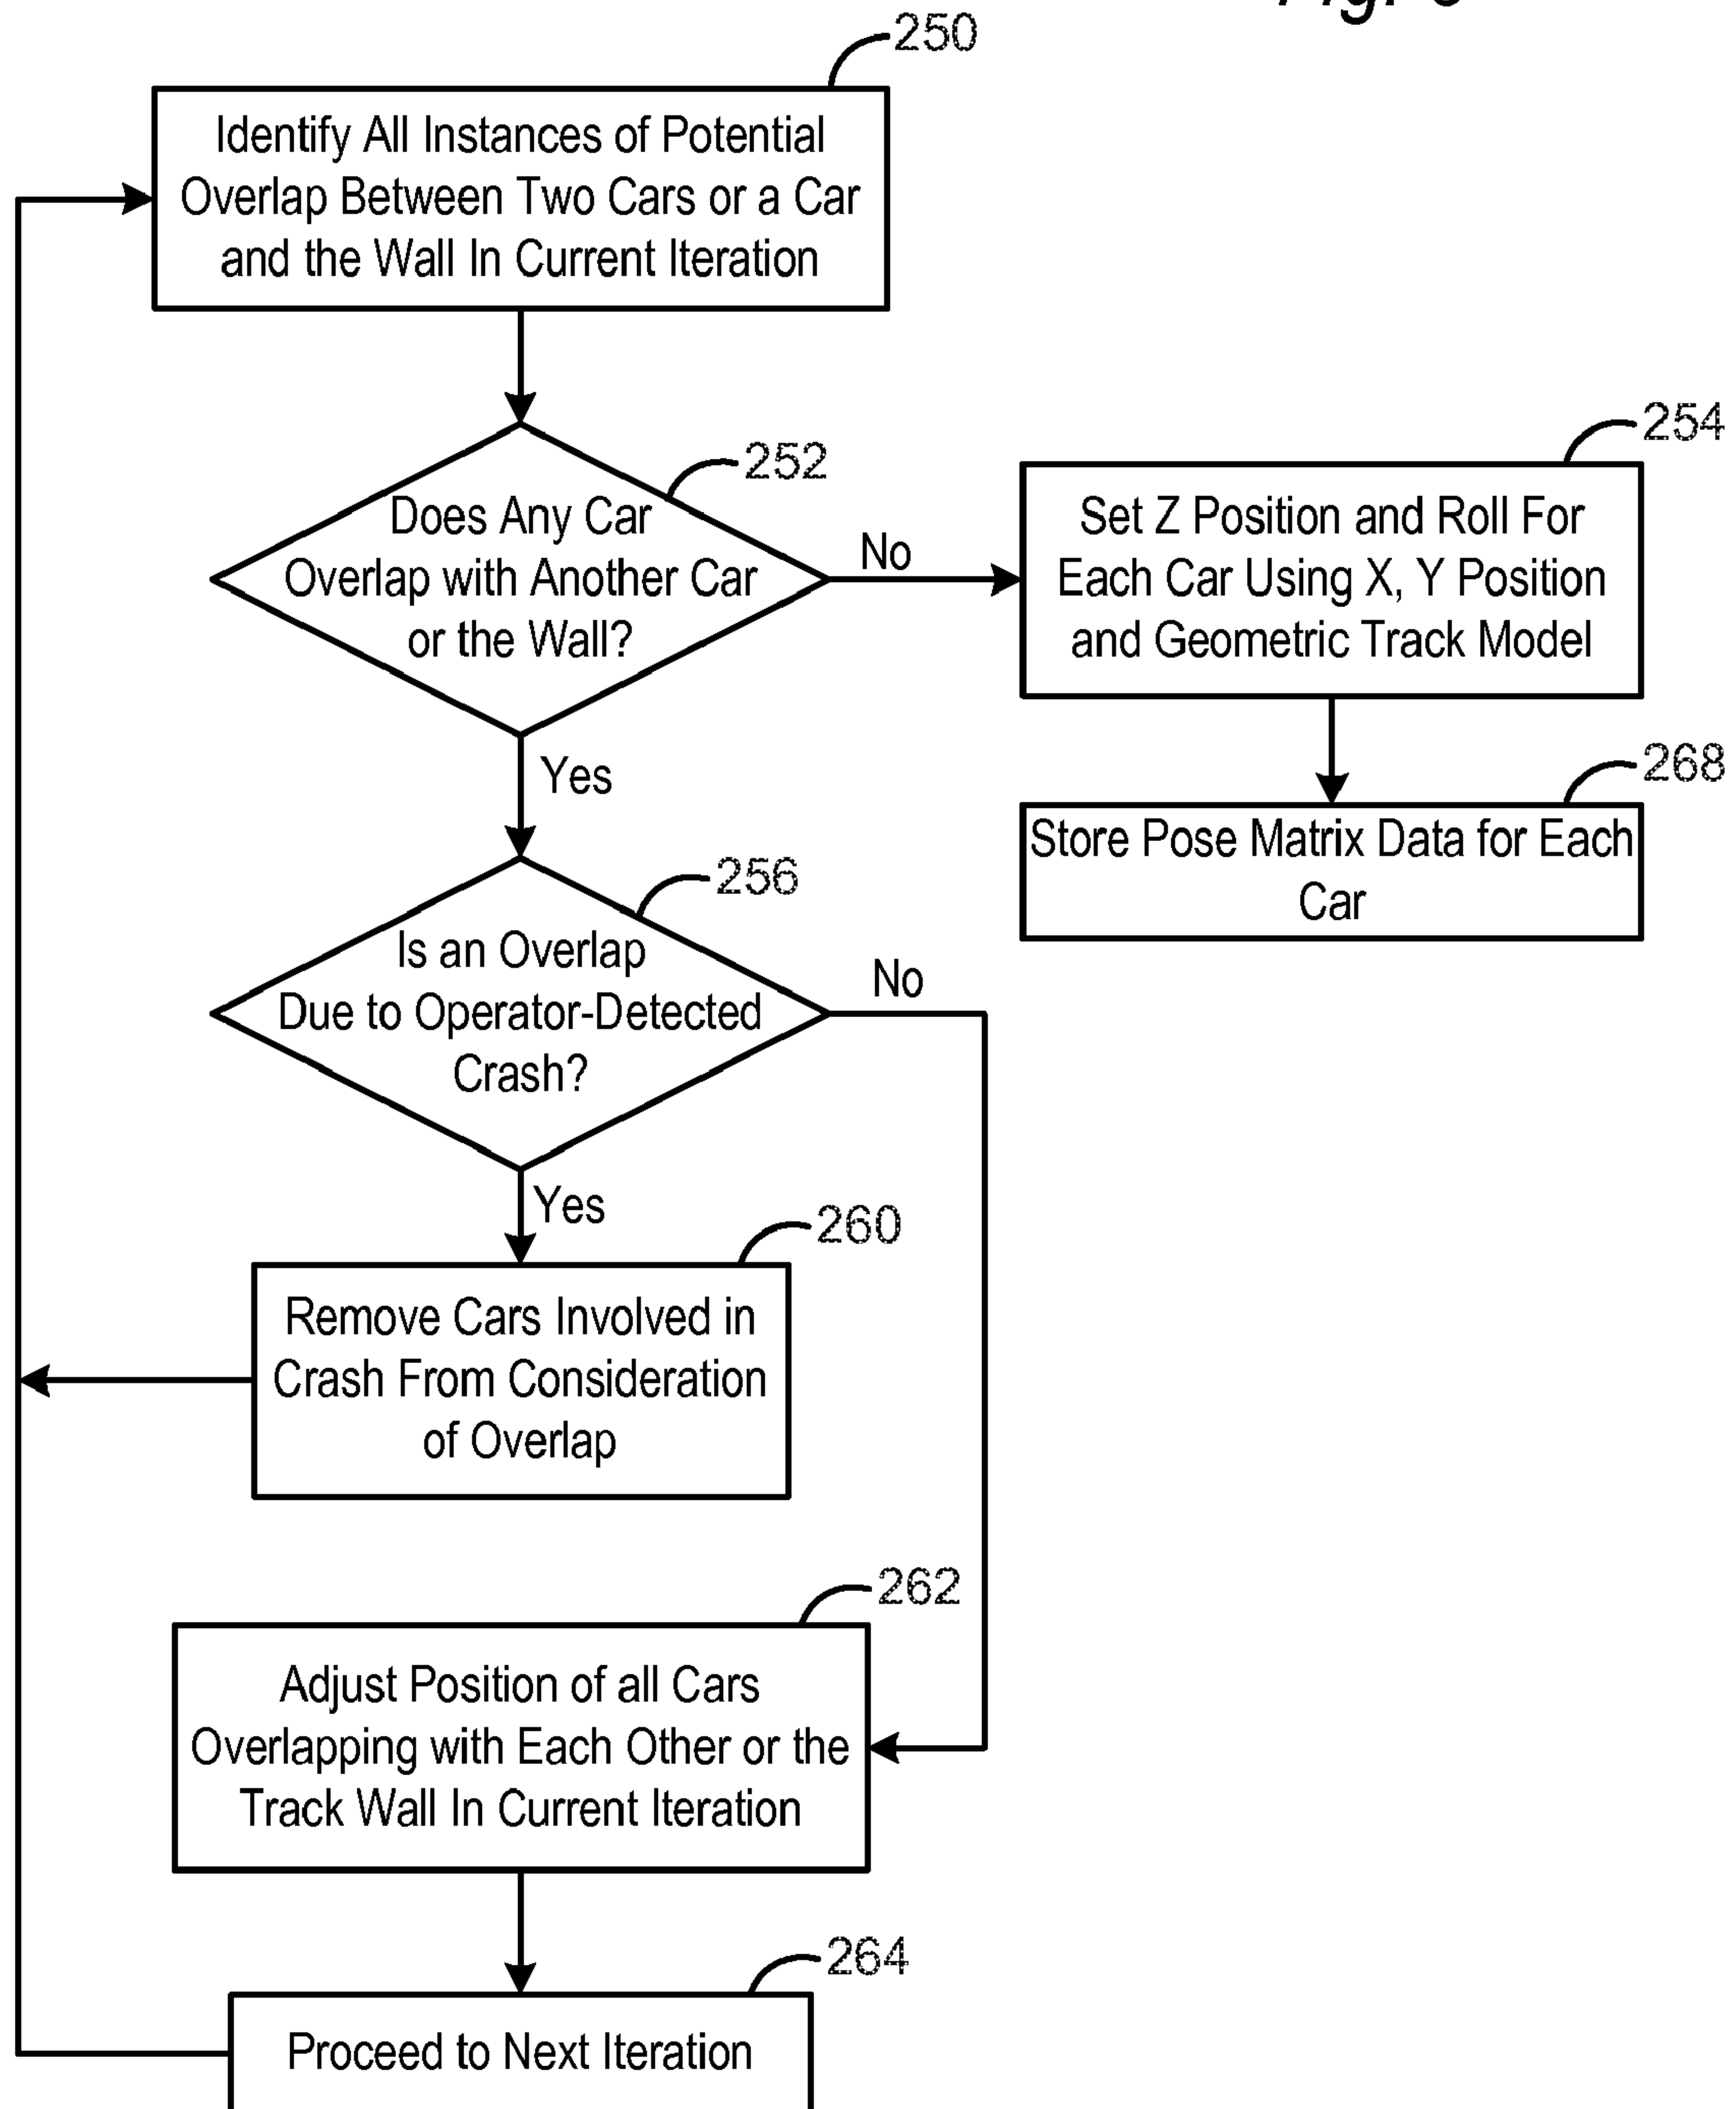 250
Identify All Instances of Potential
Overlap Between Two Cars or a Car
and the Wall In Current Iteration
252
Does Any Car
Overlap with Another Car
or the Wall?
No
254
Set Z Position and Roll For
Each Car Using X, Y Position
and Geometric Track Model
Yes
268
Store Pose Matrix Data for Each
Car
256
Is an Overlap
Due to Operator-Detected
Crash?
No
Yes
260
Remove Cars Involved in
Crash From Consideration
of Overlap
262
Adjust Position of all Cars
Overlapping with Each Other or the
Track Wall In Current Iteration
264
Proceed to Next Iteration